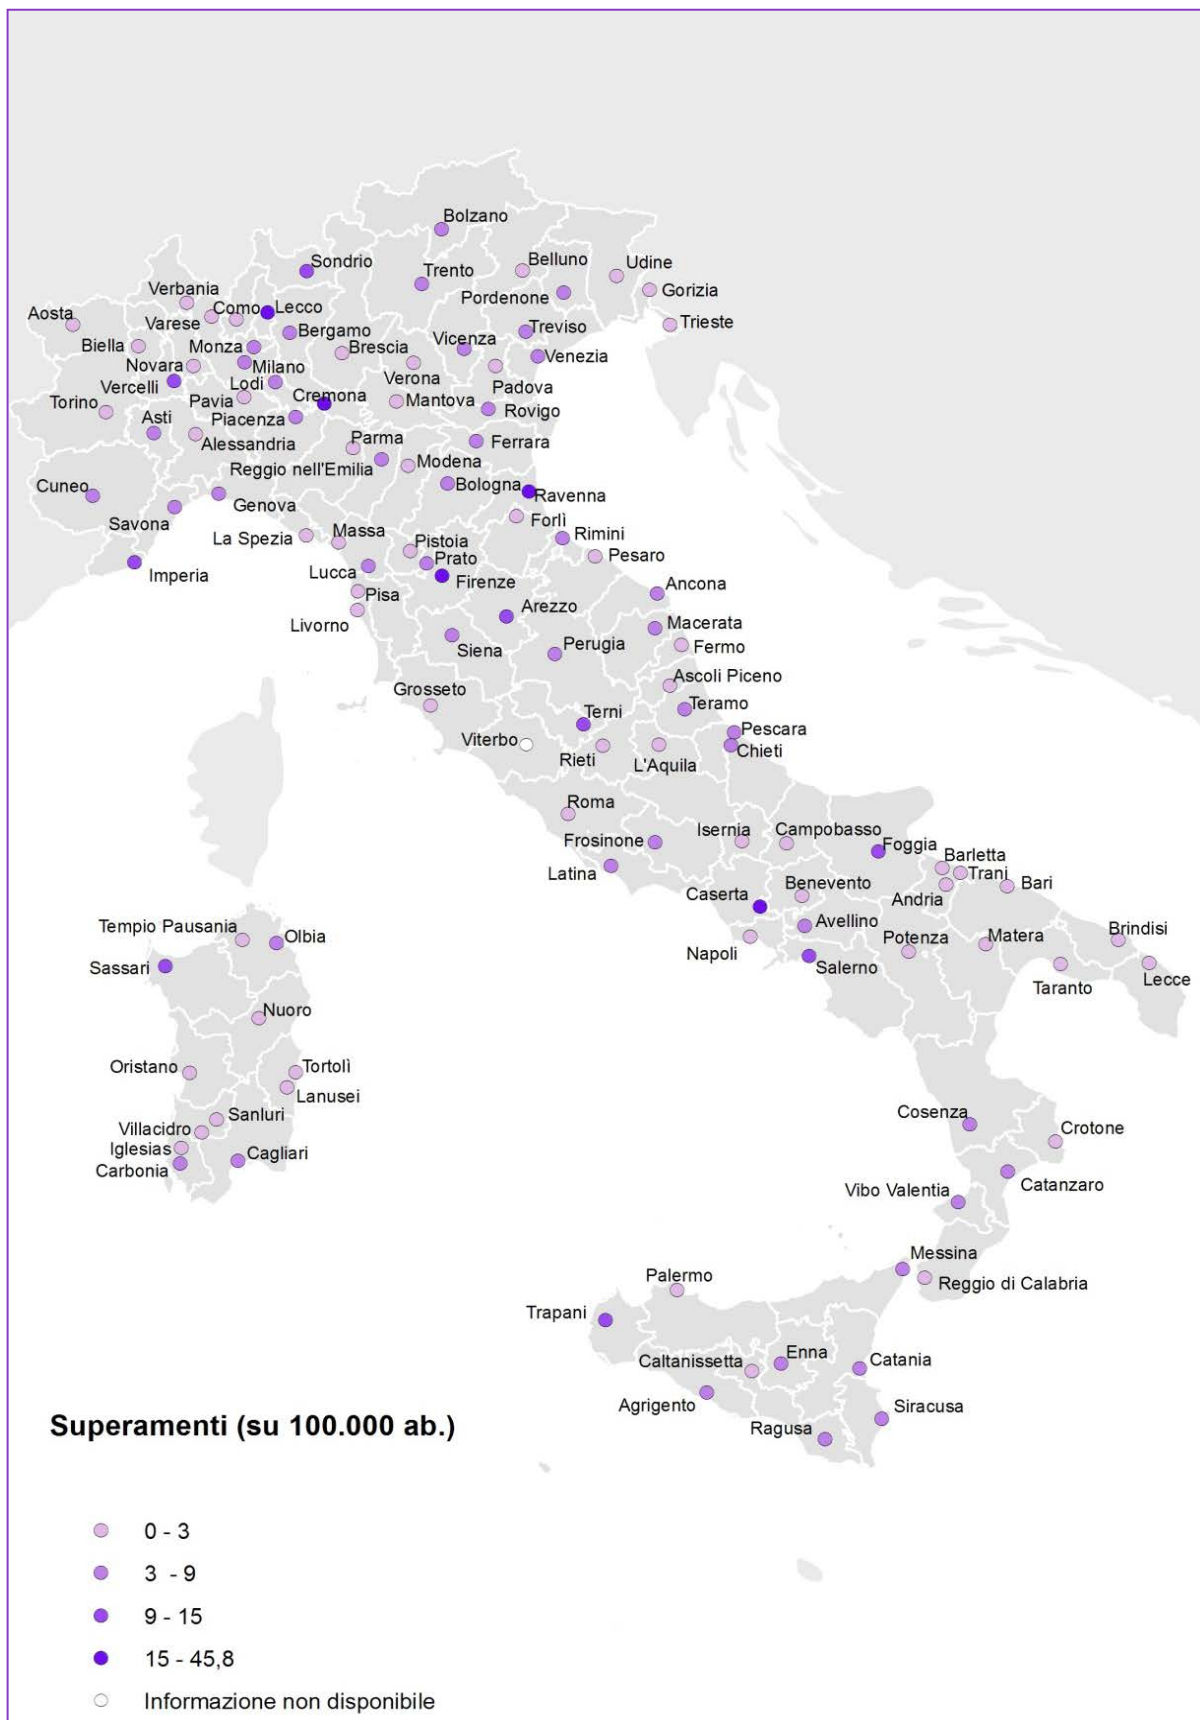 Bolzano
Sondrio
Belluno
Udine
Trento
Verbania
Pordenone
Gorizia
Como
Lecco
Aosta
Varese
Trieste
Bergamo
Vicenza
Treviso
Biella
Monza
Brescia
Venezia
Novara
Milano
Verona
Padova
Vercelli
Lodi
Cremona
Pavia
Mantova
Torino
Rovigo
Asti
Piacenza
Alessandria
Parma
Ferrara
Reggio nell'Emilia
Modena
Cuneo
Bologna
Ravenna
Genova
Savona
Forlì
La Spezia
Massa
Pistoia
Rimini
Prato
Pesaro
Imperia
Lucca
Firenze
Ancona
Pisa
Arezzo
Livorno
Macerata
Siena
Perugia
Fermo
Ascoli Piceno
Grosseto
Teramo
Terni
Pescara
Viterbo
Chieti
Rieti
L'Aquila
Roma
Isernia
Campobasso
Frosinone
Foggia
Barletta
Latina
Trani
Benevento
Bari
Caserta
Andria
Avellino
Tempio Pausania
Olbia
Brindisi
Potenza
Matera
Napoli
Sassari
Salerno
Lecce
Taranto
Nuoro
Oristano
Tortolì
Lanusei
Sanluri
Cosenza
Villacidro
Crotone
Iglesias
Cagliari
Carbonia
Catanzaro
Vibo Valentia
Messina
Palermo
Reggio di Calabria
Trapani
Enna
Caltanissetta
Catania
Agrigento
Siracusa
Ragusa
Superamenti (su 100.000 ab.)
0 - 3
3 - 9
9 - 15
15 - 45,8
Informazione non disponibile